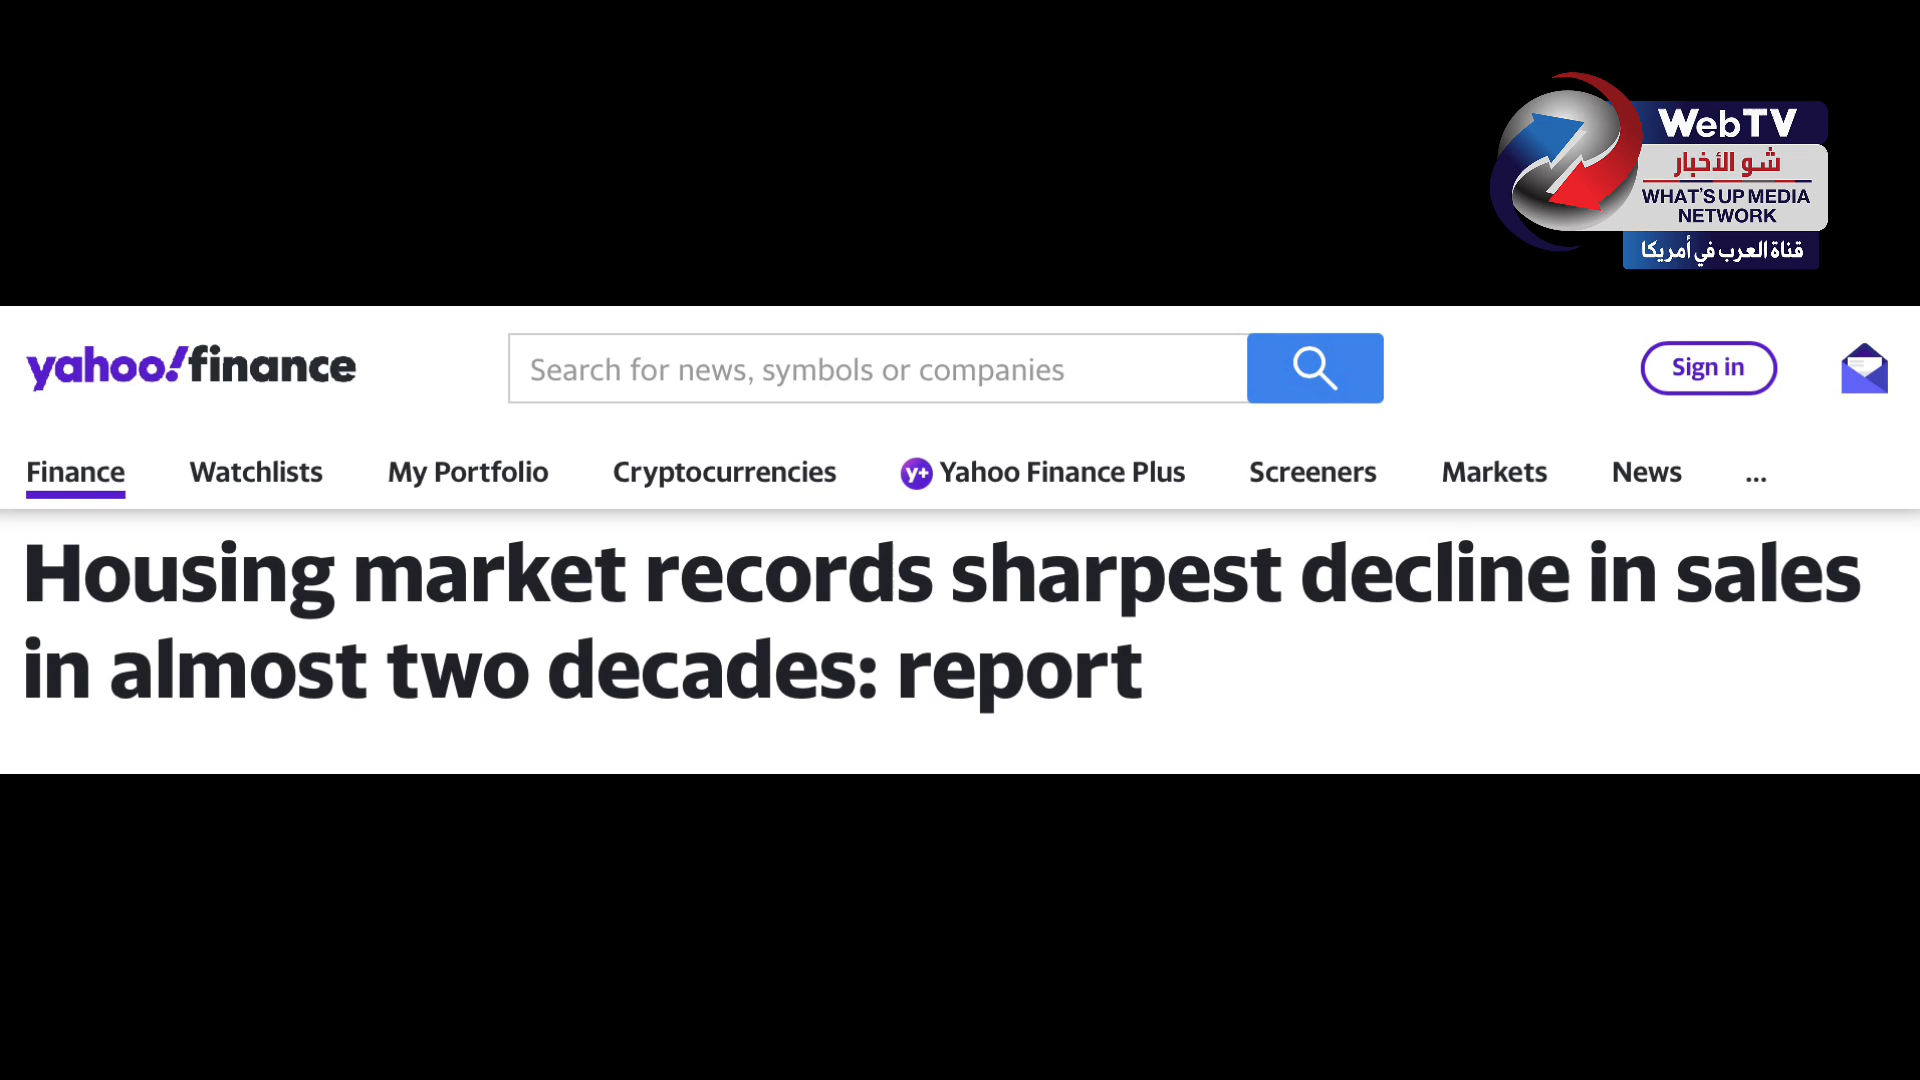 WebTV
شو الأخبار
WHAT'S UP MEDIA
NETWORK
قناة العرب في أمريكا
yahoo!finance
Search for news, symbols or companies
Sign in
Finance Watchlists My Portfolio Cryptocurrencies y+ Yahoo Finance Plus Screeners Markets News ...
Housing market records sharpest decline in sales
in almost two decades: report